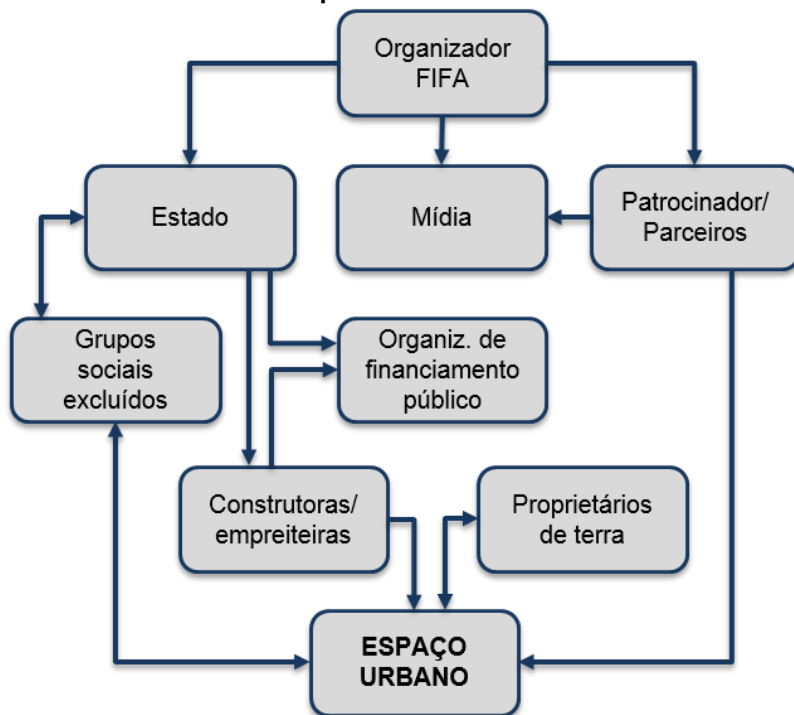 Organizador
FIFA
Estado
Mídia
Patrocinador/
Parceiros
Grupos
sociais
excluídos
Organiz. de
financiamento
público
Construtoras/
empreiteiras
Proprietários
de terra
ESPAÇO
URBANO